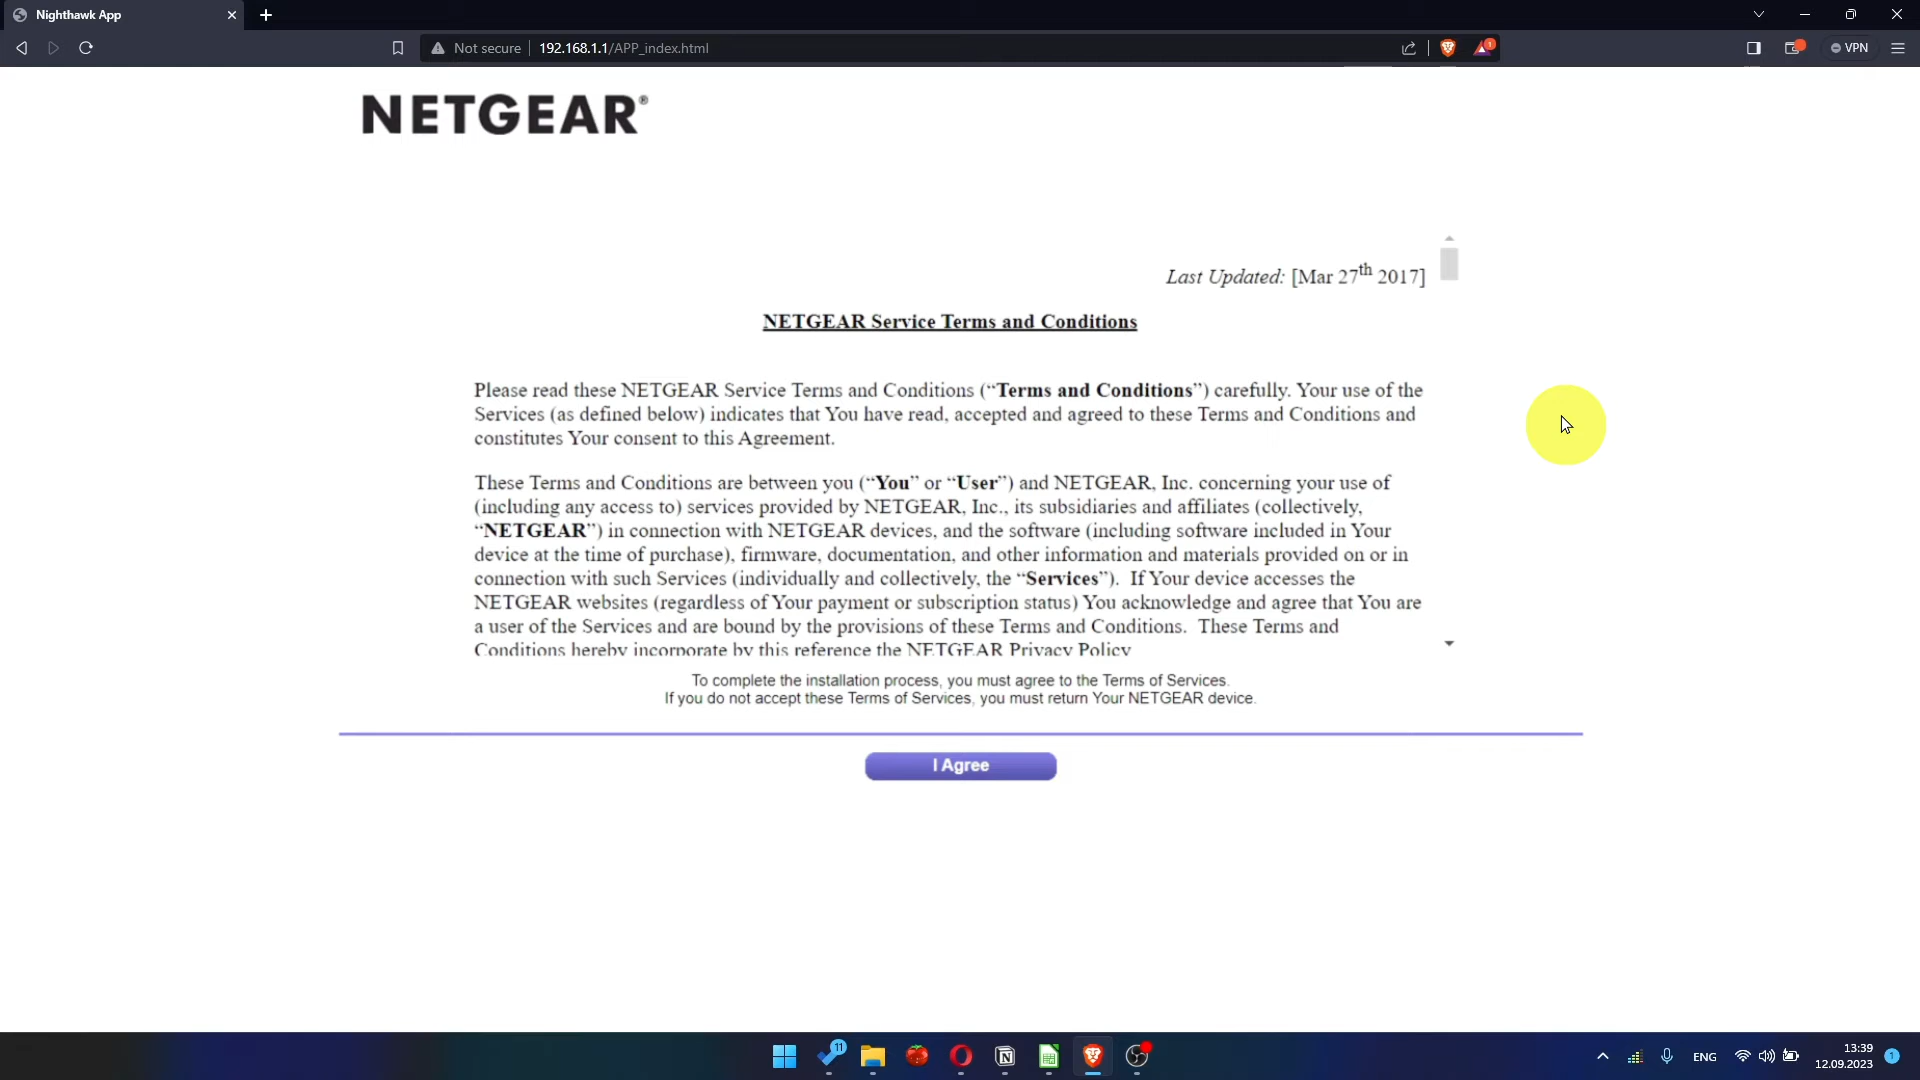 Nighthawk App
Not secure
192.168.1.1/APP_index.html
1
VPN
NETGEAR®
Last Updated: [Mar 27th 2017]
NETGEAR Service Terms and Conditions
Please read these NETGEAR Service Terms and Conditions (“Terms and Conditions”) carefully. Your use of the
Services (as defined below) indicates that You have read, accepted and agreed to these Terms and Conditions and
constitutes Your consent to this Agreement.
These Terms and Conditions are between you (“You” or “User”) and NETGEAR, Inc. concerning your use of
(including any access to) services provided by NETGEAR, Inc., its subsidiaries and affiliates (collectively,
“NETGEAR”) in connection with NETGEAR devices, and the software (including software included in Your
device at the time of purchase), firmware, documentation, and other information and materials provided on or in
connection with such Services (individually and collectively, the “Services”). If Your device accesses the
NETGEAR websites (regardless of Your payment or subscription status) You acknowledge and agree that You are
a user of the Services and are bound by the provisions of these Terms and Conditions. These Terms and
Conditions hereby incorporate by this reference the NETGEAR Privacy Policy
To complete the installation process, you must agree to the Terms of Services.
If you do not accept these Terms of Services, you must return Your NETGEAR device.
I Agree
11
ENG
13:39
12.09.2023
1